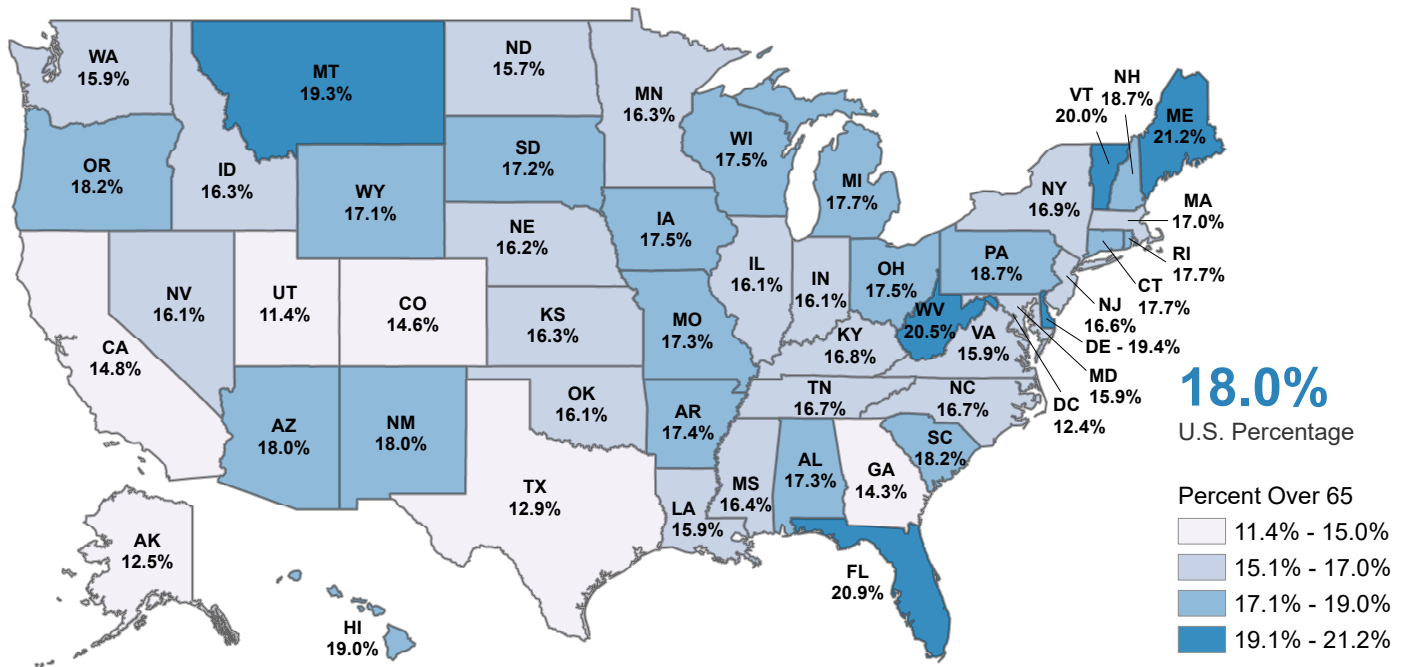 WA
15.9%
MT
19.3%
ND
15.7%
MN
16.3%
VT
20.0%
NH
18.7%
ME
21.2%
OR
18.2%
ID
16.3%
WY
17.1%
SD
17.2%
WI
17.5%
MI
17.7%
NY
16.9%
MA
17.0%
RI
17.7%
CT
17.7%
NE
16.2%
IA
17.5%
NV
16.1%
UT
11.4%
CO
14.6%
KS
16.3%
MO
17.3%
IL
16.1%
IN
16.1%
OH
17.5%
PA
18.7%
NJ
16.6%
DE - 19.4%
MD
15.9%
DC
12.4%
WV
20.5%
VA
15.9%
KY
16.8%
CA
14.8%
AZ
18.0%
NM
18.0%
OK
16.1%
AR
17.4%
TN
16.7%
NC
16.7%
SC
18.2%
TX
12.9%
LA
15.9%
MS
16.4%
AL
17.3%
GA
14.3%
FL
20.9%
AK
12.5%
HI
19.0%
18.0%
U.S. Percentage
Percent Over 65
11.4% - 15.0%
15.1% - 17.0%
17.1% - 19.0%
19.1% - 21.2%